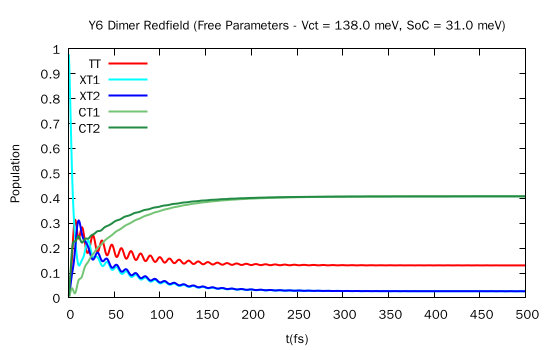 Y6 Dimer Redfield (Free Parameters - Vct = 138.0 meV, SoC = 31.0 meV)
1
0.9
0.8
0.7
0.6
0.5
0.4
0.3
0.2
0.1
0
TT
XT1
XT2
CT1
CT2
Population
0 50 100 150 200 250 300 350 400 450 500
t(fs)